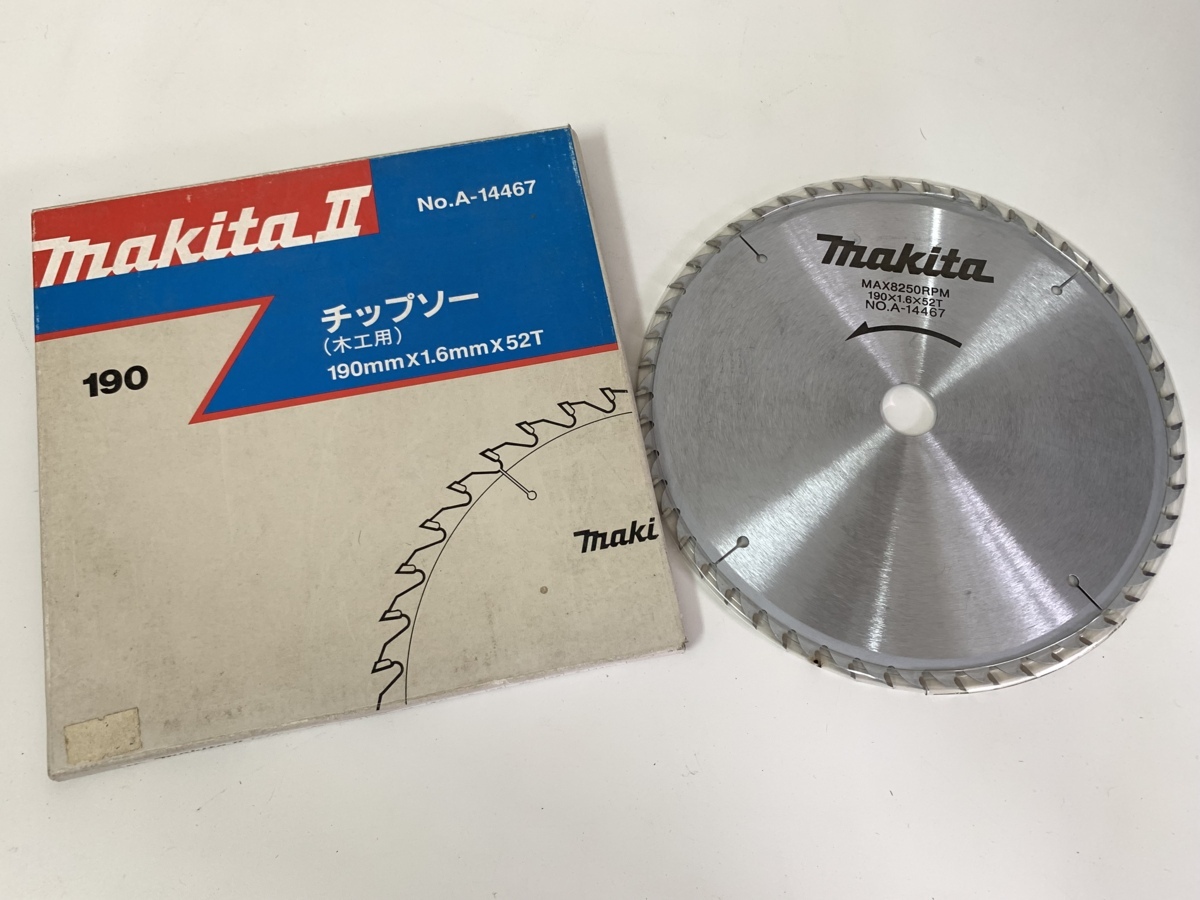 makita II
No.A-14467
チップソー
(木工用)
190mmX1.6mmX52T
190
maki
makita
MAX8250RPM
190X1.6X52T
NO.A-14467